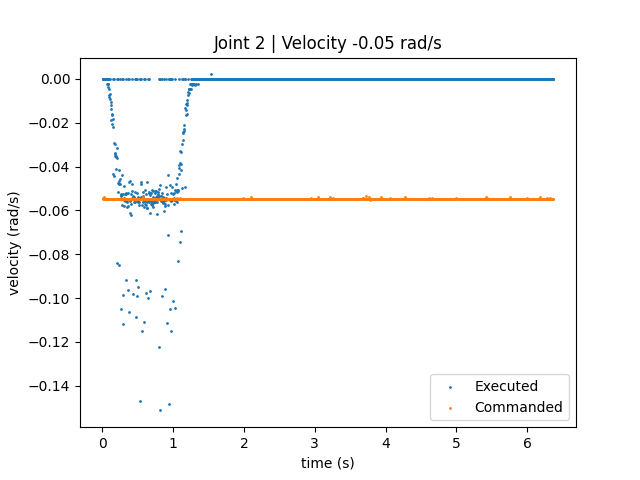 Joint 2 | Velocity -0.05 rad/s
velocity (rad/s)
0.00
−0.02
−0.04
−0.06
−0.08
−0.10
−0.12
−0.14
Executed
Commanded
0 1 2 3 4 5 6
time (s)